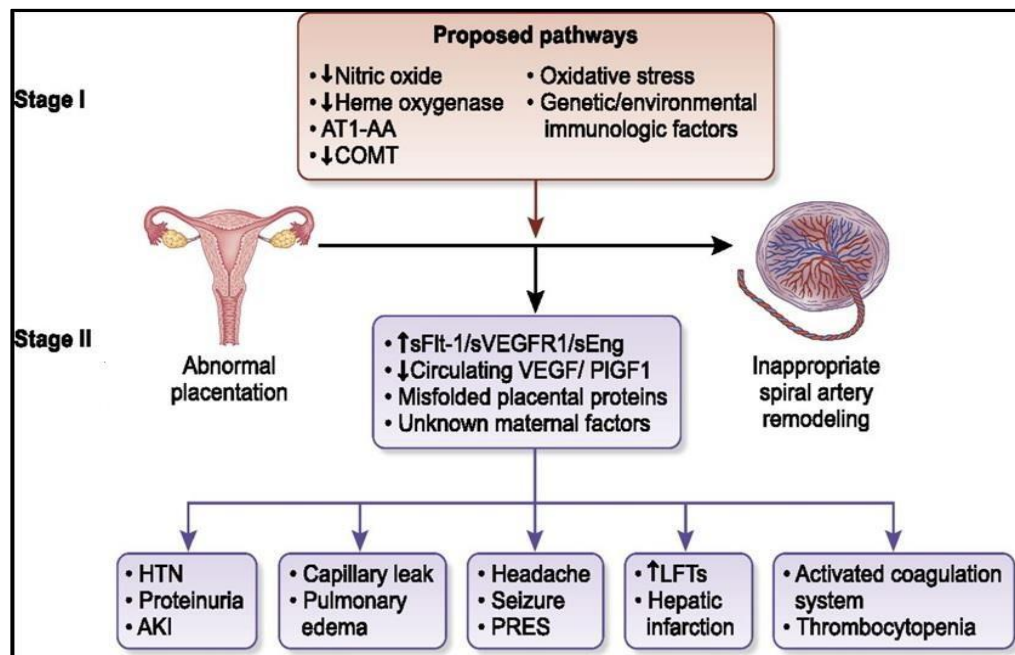 Proposed pathways
Stage I
• ↓Nitric oxide
• ↓Heme oxygenase
• AT1-AA
• ↓COMT
• Oxidative stress
• Genetic/environmental
immunologic factors
Stage II
Abnormal
placentation
• ↑sFlt-1/sVEGFR1/sEng
• ↓Circulating VEGF/ PIGF1
• Misfolded placental proteins
• Unknown maternal factors
Inappropriate
spiral artery
remodeling
• HTN
• Proteinuria
• AKI
• Capillary leak
• Pulmonary
edema
• Headache
• Seizure
• PRES
• ↑LFTs
• Hepatic
infarction
• Activated coagulation
system
• Thrombocytopenia